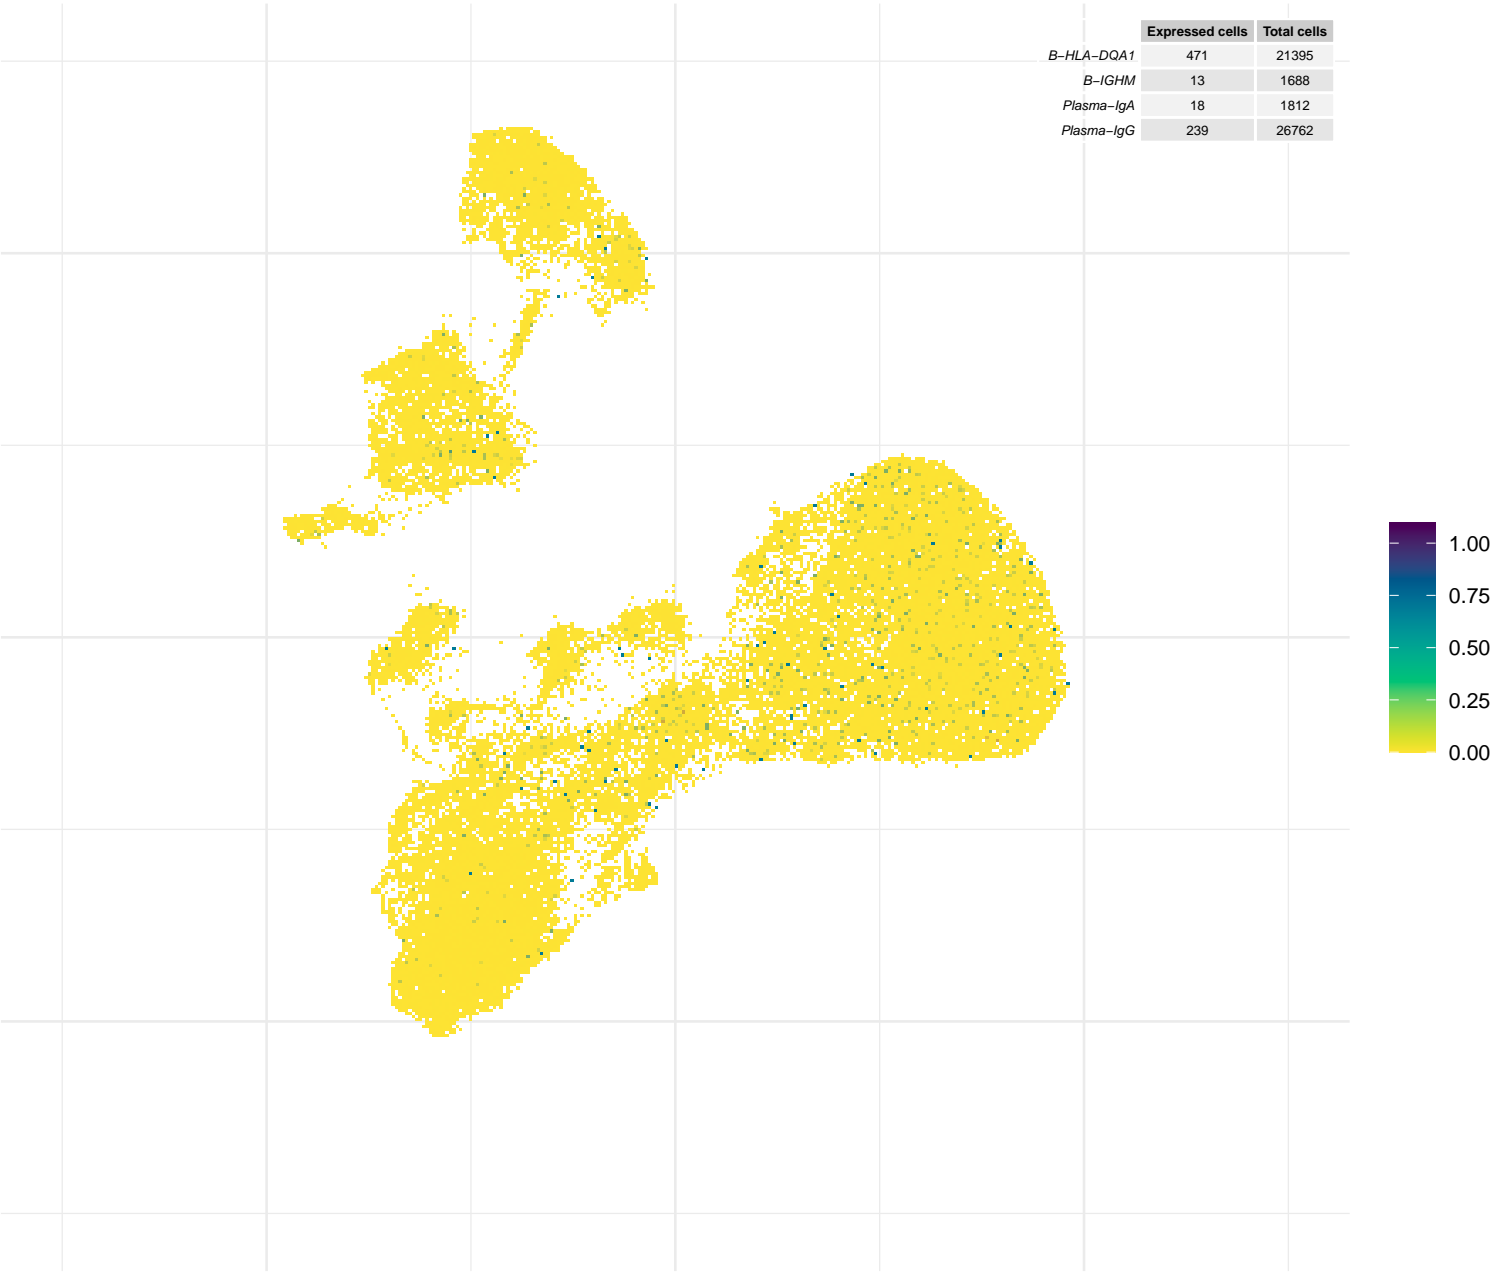 Expressed cells Total cells
B−HLA−DQA1 471 21395
B−IGHM 13 1688
Plasma−IgA 18 1812
Plasma−IgG 239 26762
1.00
0.75
0.50
0.25
0.00